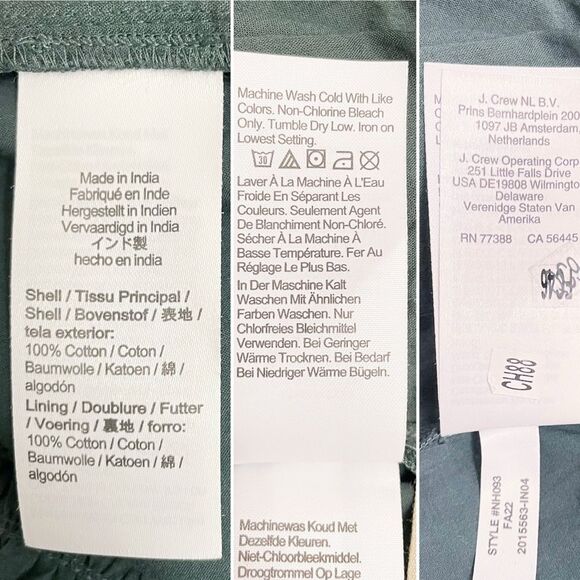 Made in India
Fabriqué en Inde
Hergestellt in Indien
Vervaardigd in India
インド製
hecho en india
Shell / Tissu Principal /
Shell / Bovenstof / 表地 /
tela exterior:
100% Cotton / Coton /
Baumwolle / Katoen / 綿 /
algodón
Lining / Doublure / Futter
/ Voering / 裏地 / forro:
100% Cotton / Coton /
Baumwolle / Katoen / 綿 /
algodón
Machine Wash Cold With Like
Colors. Non-Chlorine Bleach
Only. Tumble Dry Low. Iron on
Lowest Setting.
30
Laver À La Machine À L'Eau
Froide En Séparant Les
Couleurs. Seulement Agent
De Blanchiment Non-Chloré.
Sécher À La Machine À
Basse Température. Fer Au
Réglage Le Plus Bas.
In Der Maschine Kalt
Waschen Mit Ähnlichen
Farben Waschen. Nur
Chlorfreies Bleichmittel
Verwenden. Bei Geringer
Wärme Trocknen. Bei Bedarf
Bei Niedriger Wärme Bügeln.
Machinewas Koud Met
Dezelfde Kleuren.
Niet-Chloorbleekmiddel.
Droogtrommel Op Lage
J. Crew NL B.V.
Prins Bernhardplein 200
1097 JB Amsterdam,
Netherlands
J. Crew Operating Corp
251 Little Falls Drive
USA DE19808 Wilmington
Delaware
Verenidge Staten Van
Amerika
RN 77388 CA 56445
CH88
STYLE #NH093
FA22
2015563-IN04